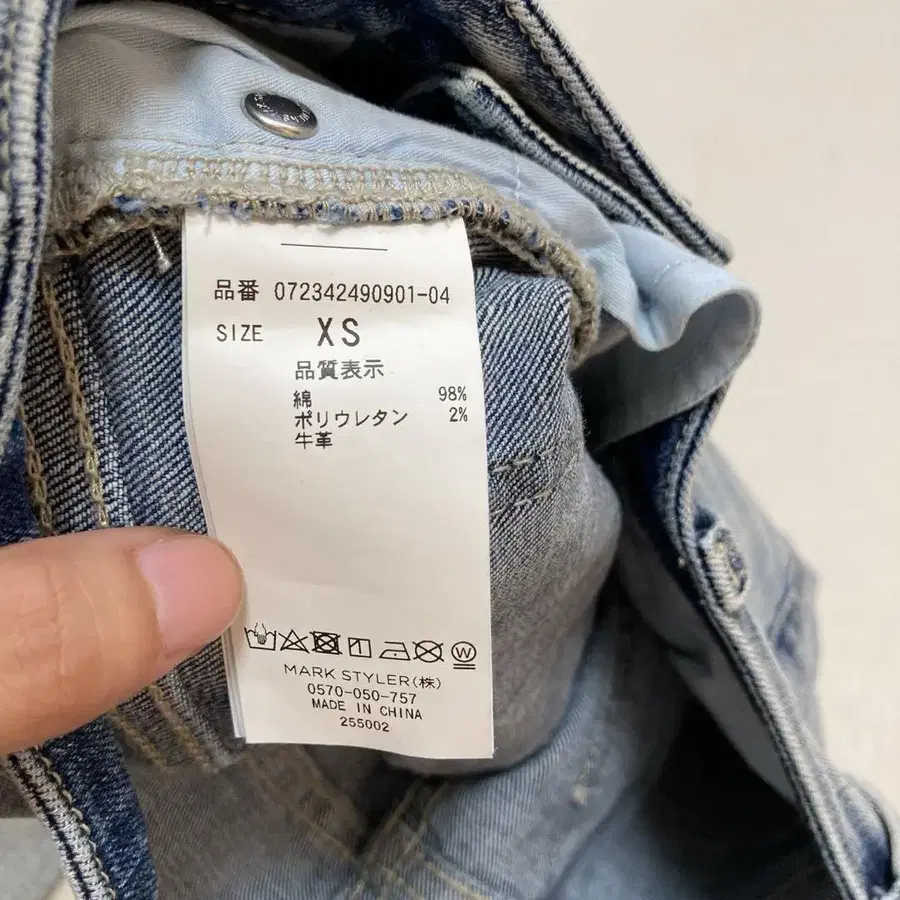 品番 072342490901-04
SIZE XS
品質表示
綿 98%
ポリウレタン 2%
牛革
W
MARK STYLER(株)
0570-050-757
MADE IN CHINA
255002